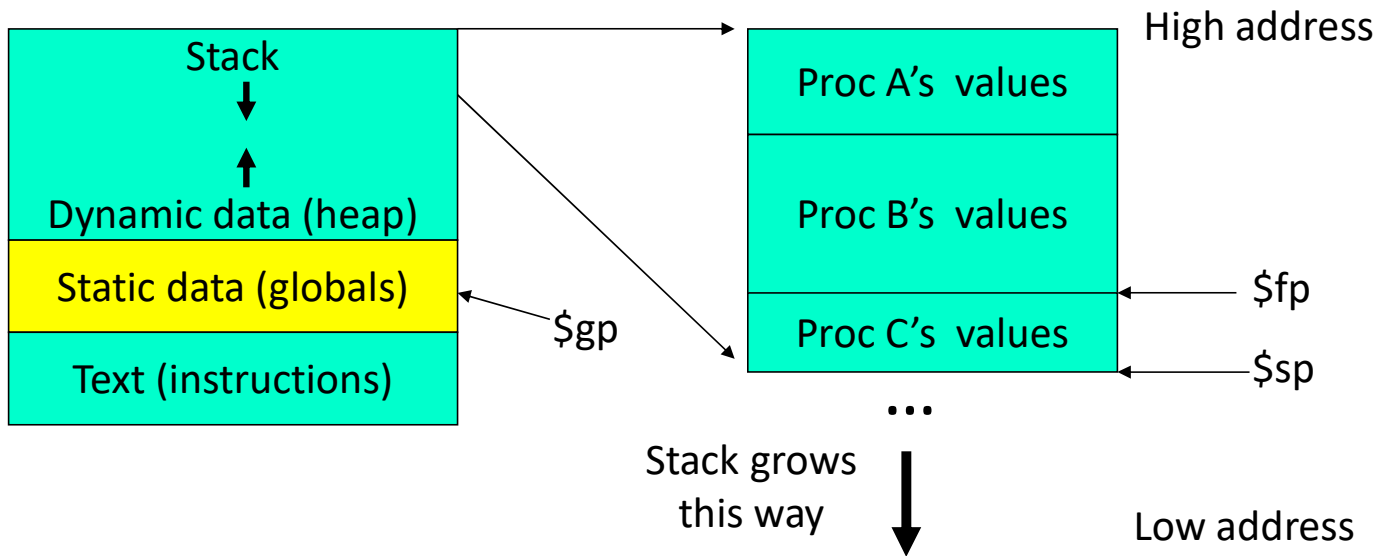 Stack
Dynamic data (heap)
Static data (globals)
Text (instructions)
$gp
High address
Proc A’s values
Proc B’s values
$fp
Proc C’s values
$sp
...
Stack grows
this way
Low address